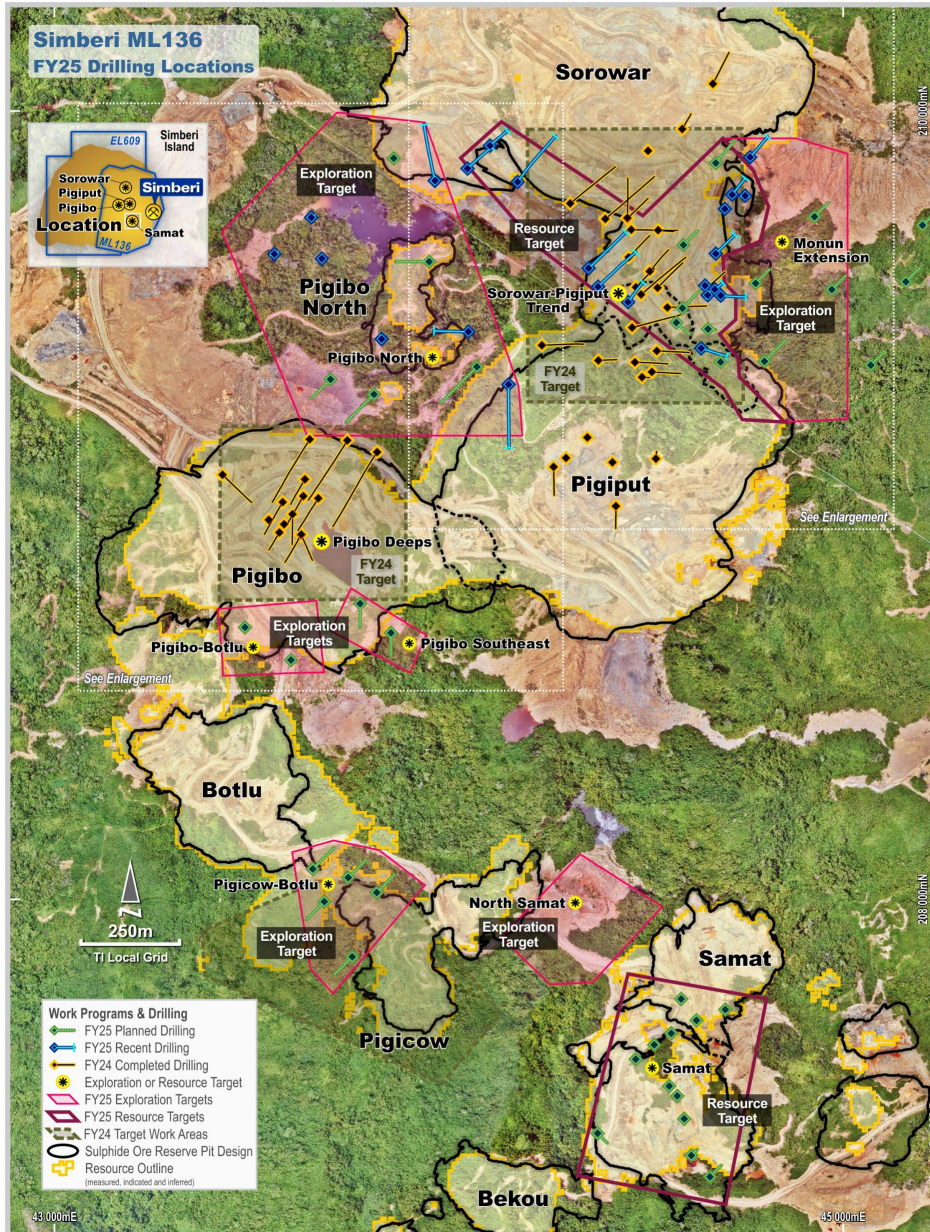 Simberi ML136
FY25 Drilling Locations
Sorowar
210 000mN
EL609
Simberi
Island
Sorowar
Pigiput
Pigibo
Simberi
Location
Samat
ML136
Exploration
Target
Resource
Target
Monun
Extension
Pigibo
North
Sorowar-Pigiput
Trend
Exploration
Target
Pigibo North
FY24
Target
Pigiput
See Enlargement
Pigibo Deeps
FY24
Target
Pigibo
Exploration
Targets
Pigibo-Botlu
Pigibo Southeast
See Enlargement
Botlu
Pigicow-Botlu
North Samat
208 000mN
Z
250m
TI Local Grid
Exploration
Target
Exploration
Target
Samat
Pigicow
Samat
Resource
Target
Work Programs & Drilling
FY25 Planned Drilling
FY25 Recent Drilling
FY24 Completed Drilling
Exploration or Resource Target
FY25 Exploration Targets
FY25 Resource Targets
FY24 Target Work Areas
Sulphide Ore Reserve Pit Design
Resource Outline
(measured, indicated and inferred)
Bekou
43 000mE
45 000mE